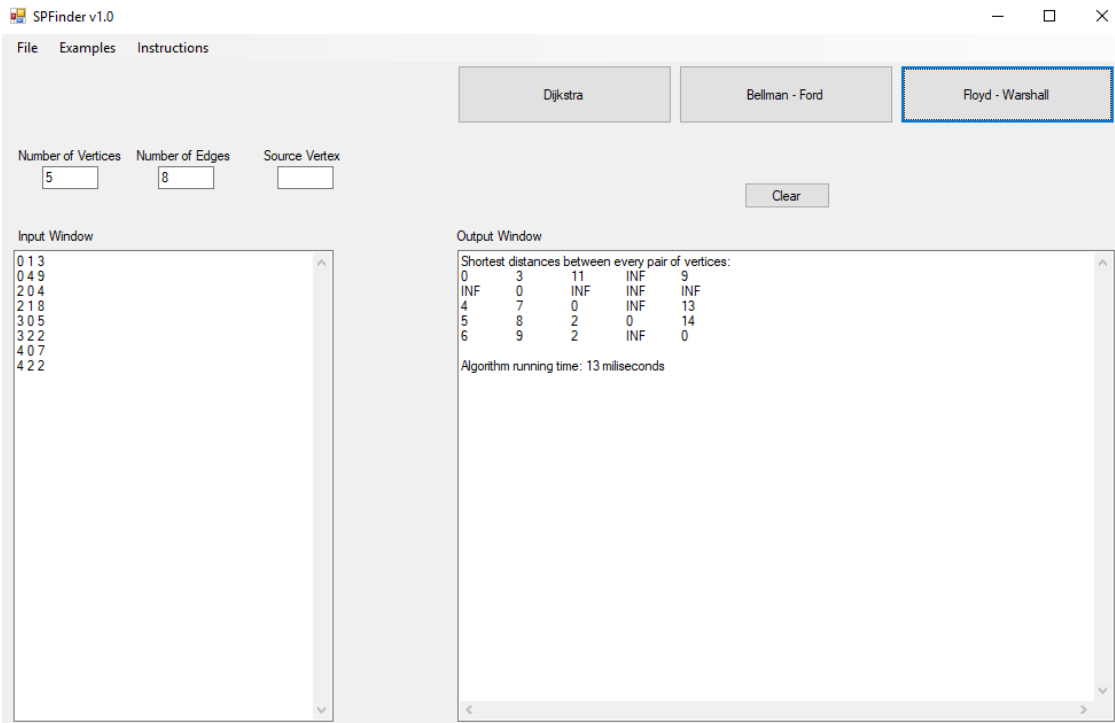 SPFinder v1.0
File Examples Instructions
Dijkstra Bellman - Ford Floyd - Warshall
Number of Vertices Number of Edges Source Vertex
5 8
Clear
Input Window
0 1 3
0 4 9
2 0 4
2 1 8
3 0 5
3 2 2
4 0 7
4 2 2
Output Window
Shortest distances between every pair of vertices:
0 3 11 INF 9
INF 0 INF INF INF
4 7 0 INF 13
5 8 2 0 14
6 9 2 INF 0
Algorithm running time: 13 miliseconds